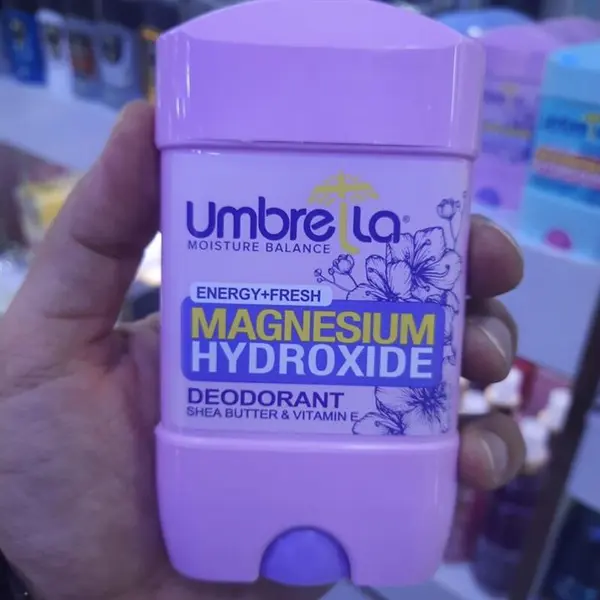 Umbrella®
MOISTURE BALANCE
ENERGY+FRESH
MAGNESIUM
HYDROXIDE
DEODORANT
SHEA BUTTER & VITAMIN E